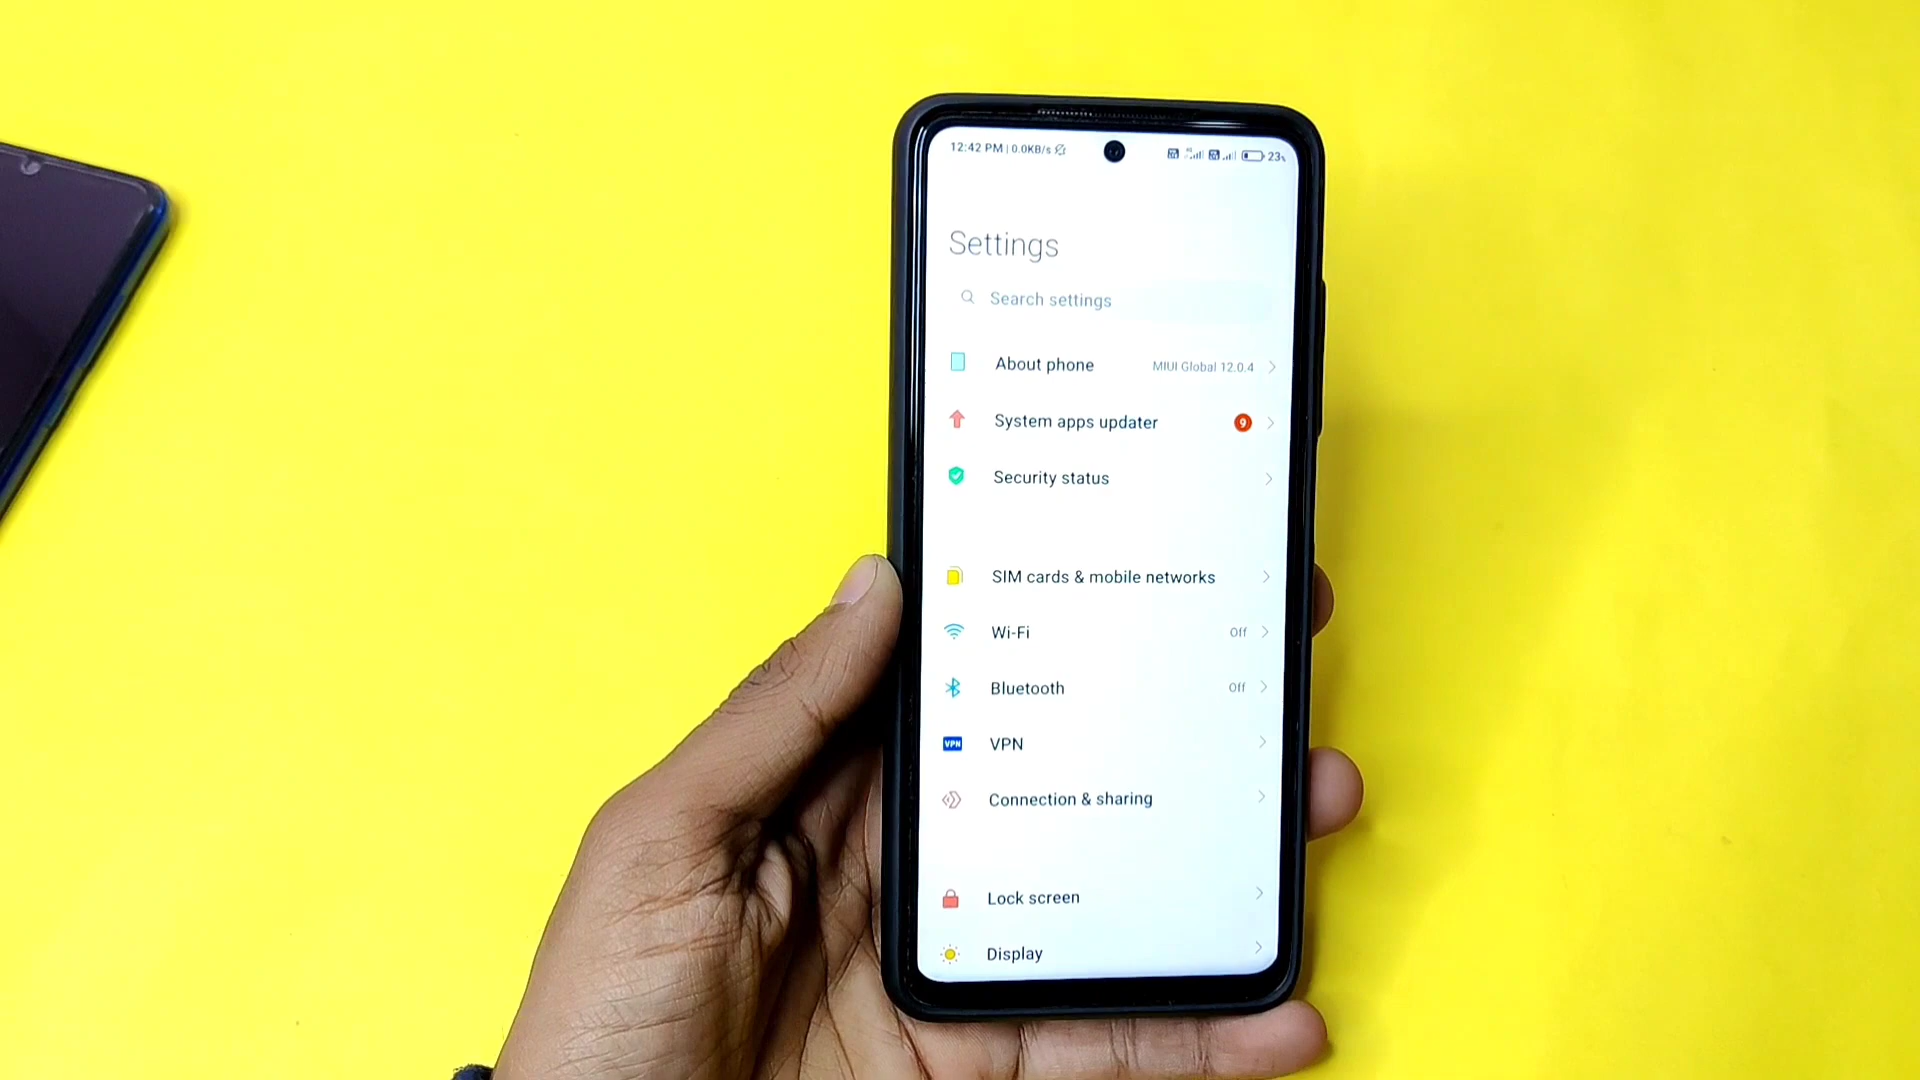 12:42 PM | 0.0KB/s 23%
Settings
Search settings
About phone MIUI Global 12.0.4
System apps updater 9
Security status
SIM cards & mobile networks
Wi-Fi Off
Bluetooth Off
VPN VPN
Connection & sharing
Lock screen
Display